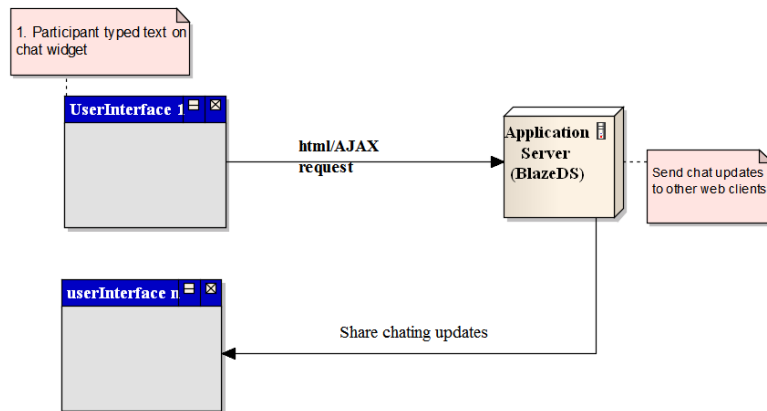 1. Participant typed text on
chat widget
UserInterface 1
html/AJAX
request
Application
Server
(BlazeDS)
Send chat updates
to other web clients
userInterface n
Share chating updates